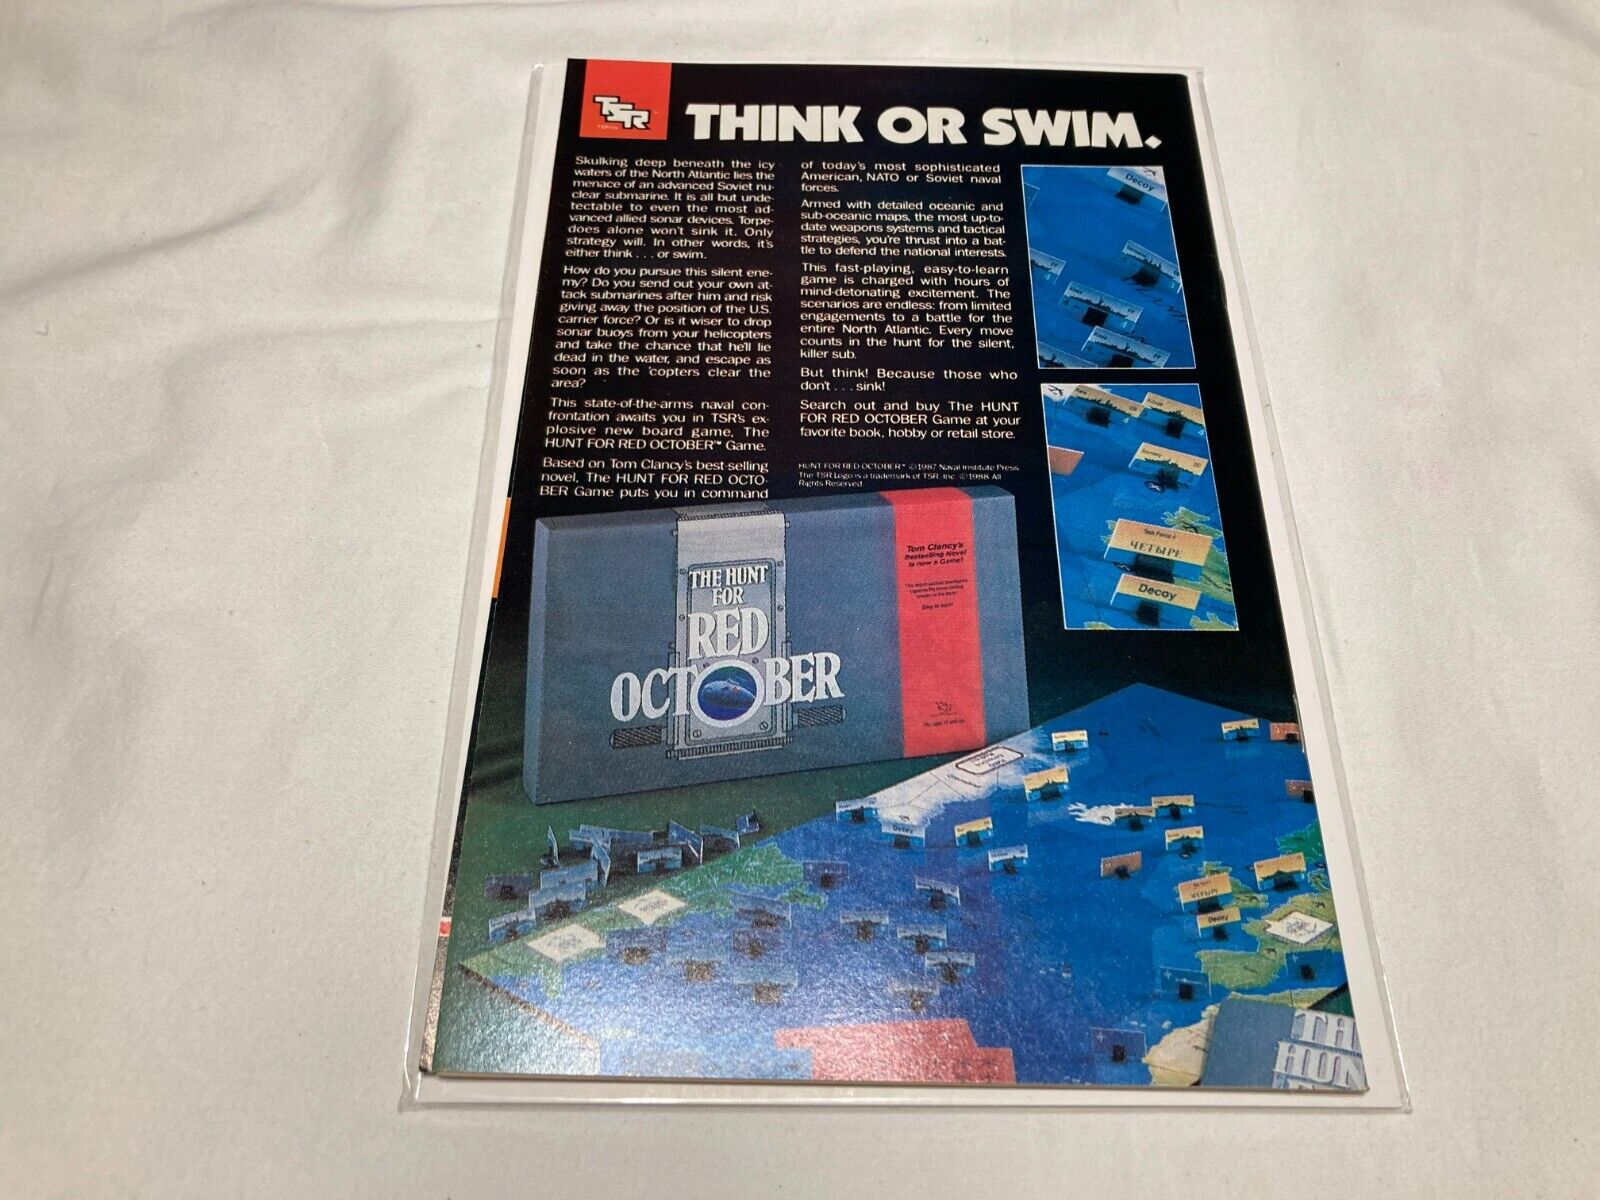 TSR
THINK OR SWIM.
Skulking deep beneath the icy
waters of the North Atlantic lies the
menace of an advanced Soviet nu-
clear submarine. It is all but unde-
tectable to even the most ad-
vanced allied sonar devices. Torpe-
does alone won't sink it. Only
strategy will. In other words, it's
either think . . . or swim.
How do you pursue this silent ene-
my? Do you send out your own at-
tack submarines after him and risk
giving away the position of the U.S.
carrier force? Or is it wiser to drop
sonar buoys from your helicopters
and take the chance that he'll lie
dead in the water, and escape as
soon as the 'copters clear the
area?
This state-of-the-arms naval con-
frontation awaits you in TSR's ex-
plosive new board game, The
HUNT FOR RED OCTOBER™ Game.
Based on Tom Clancy's best-selling
novel, The HUNT FOR RED OCTO-
BER Game puts you in command
of today's most sophisticated
American, NATO or Soviet naval
forces.
Armed with detailed oceanic and
sub-oceanic maps, the most up-to-
date weapons systems and tactical
strategies, you're thrust into a bat-
tle to defend the national interests.
This fast-playing, easy-to-learn
game is charged with hours of
mind-detonating excitement. The
scenarios are endless: from limited
engagements to a battle for the
entire North Atlantic. Every move
counts in the hunt for the silent,
killer sub.
But think! Because those who
don't . . . sink!
Search out and buy The HUNT
FOR RED OCTOBER Game at your
favorite book, hobby or retail store.
HUNT FOR RED OCTOBER™ ©1987 Naval Institute Press
The TSR Logo is a trademark of TSR, Inc. ©1988 All
Rights Reserved
Decoy
Task Force 4
ЧЕТЫРЕ
Decoy
THE HUNT
FOR
RED
OCTOBER
Tom Clancy's
Bestselling Novel
is now a Game!
Easy to learn!
For ages 12 and up.
Decoy
Decoy
THE
HUN